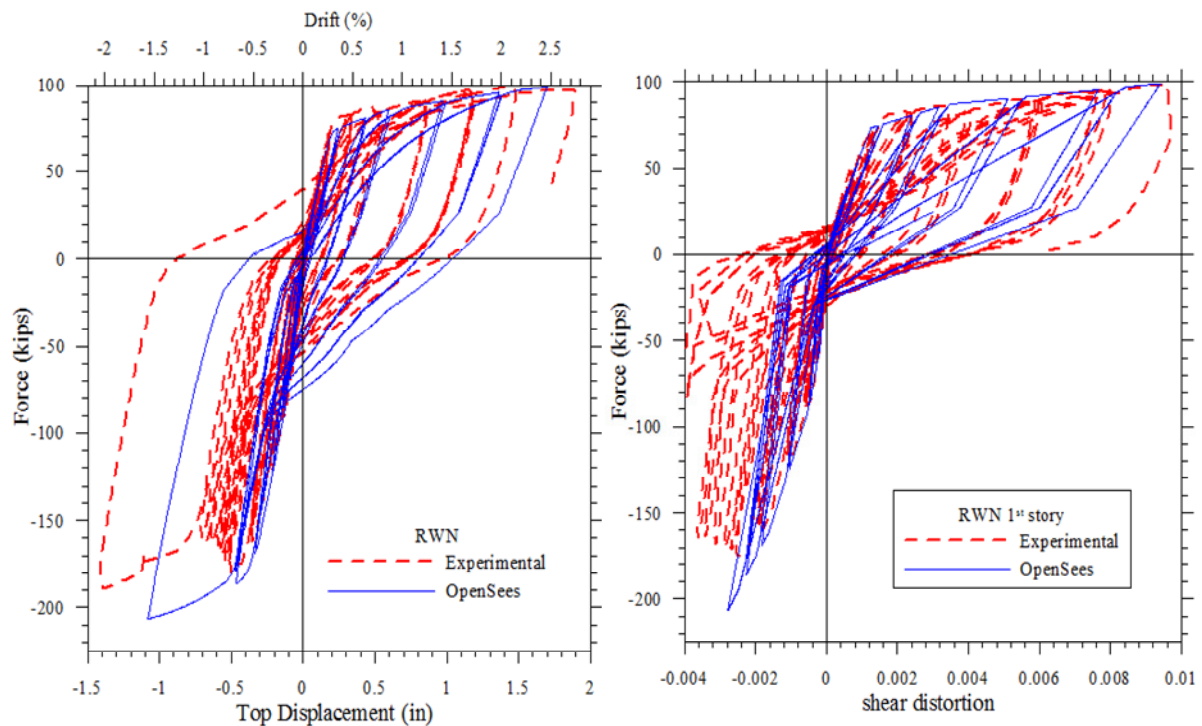 Drift (%)
-2 -1.5 -1 -0.5 0 0.5 1 1.5 2 2.5
100
50
0
-50
-100
-150
-200
Force (kips)
RWN
Experimental
OpenSees
-1.5 -1 -0.5 0 0.5 1 1.5 2
Top Displacement (in)
100
50
0
-50
-100
-150
-200
Force (kips)
RWN 1st story
Experimental
OpenSees
-0.004 -0.002 0 0.002 0.004 0.006 0.008 0.01
shear distortion